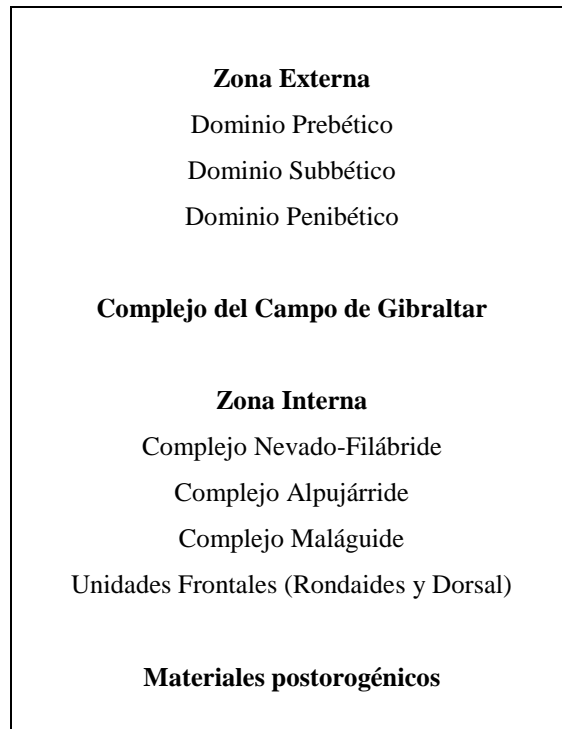 Zona Externa
Dominio Prebético
Dominio Subbético
Dominio Penibético
Complejo del Campo de Gibraltar
Zona Interna
Complejo Nevado-Filábride
Complejo Alpujárride
Complejo Maláguide
Unidades Frontales (Rondaides y Dorsal)
Materiales postorogénicos